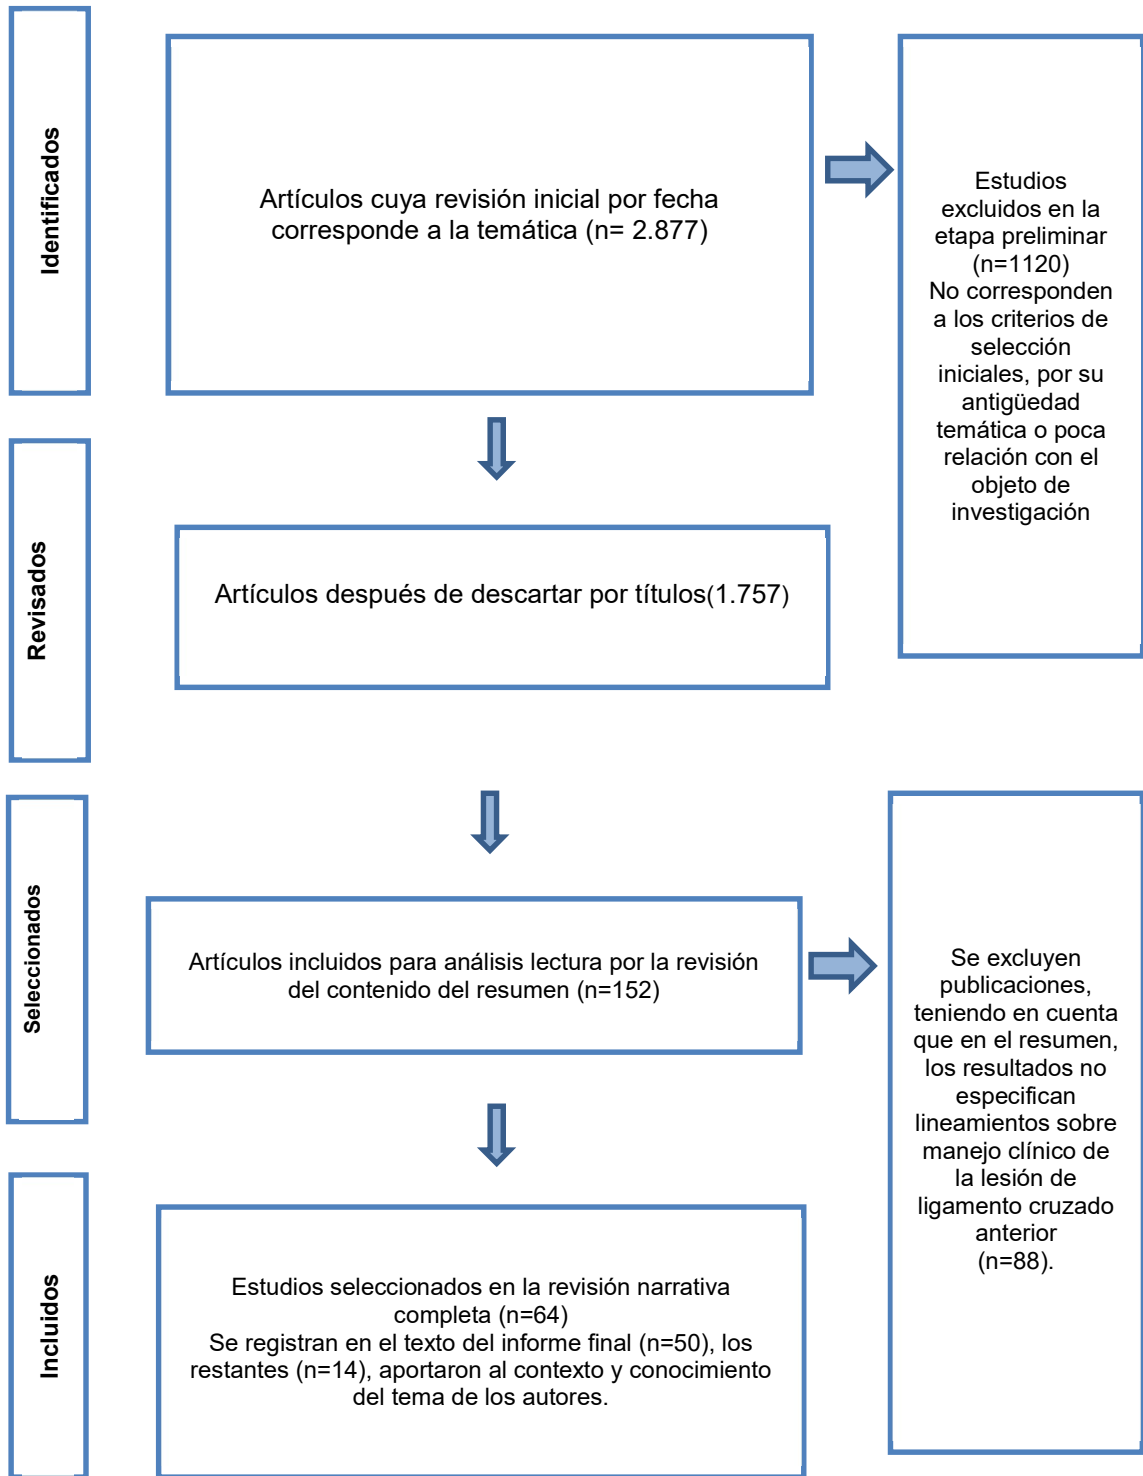 Identificados
Artículos cuya revisión inicial por fecha
corresponde a la temática (n= 2.877)
Estudios
excluidos en la
etapa preliminar
(n=1120)
No corresponden
a los criterios de
selección
iniciales, por su
antigüedad
temática o poca
relación con el
objeto de
investigación
Revisados
Artículos después de descartar por títulos(1.757)
Seleccionados
Artículos incluidos para análisis lectura por la revisión
del contenido del resumen (n=152)
Se excluyen
publicaciones,
teniendo en cuenta
que en el resumen,
los resultados no
especifican
lineamientos sobre
manejo clínico de
la lesión de
ligamento cruzado
anterior
(n=88).
Incluidos
Estudios seleccionados en la revisión narrativa
completa (n=64)
Se registran en el texto del informe final (n=50), los
restantes (n=14), aportaron al contexto y conocimiento
del tema de los autores.